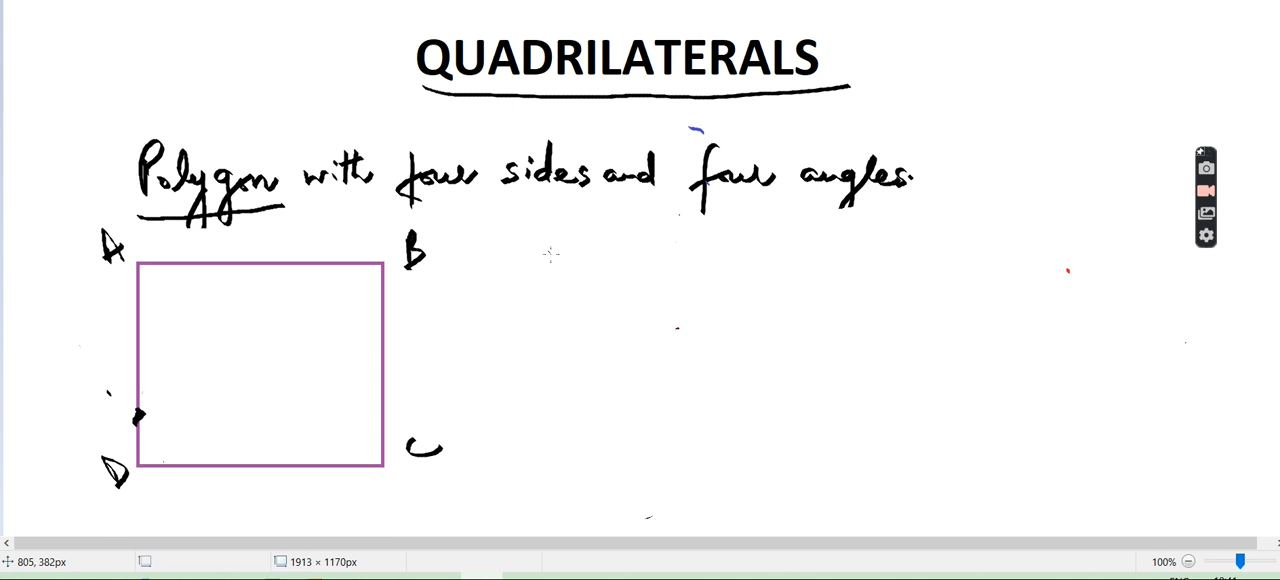 QUADRILATERALS
Polygon with four sides and four angles.
A B
D C
805, 382px 1913 × 1170px 100%